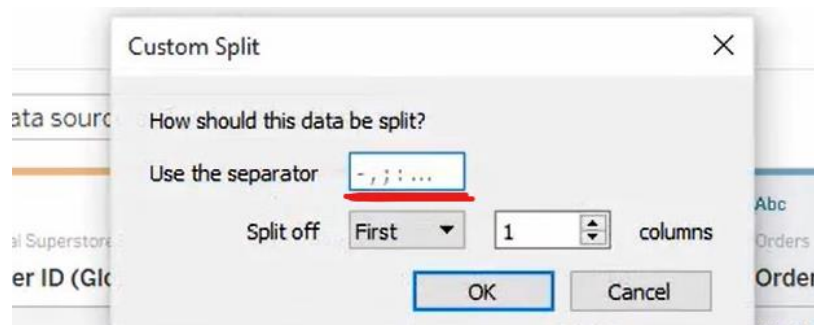 Custom Split
ata sourc
How should this data be split?
Use the separator - , ; : ...
Abc
Split off First 1 columns
al Superstore
Orders
er ID (Glo
Order
OK Cancel